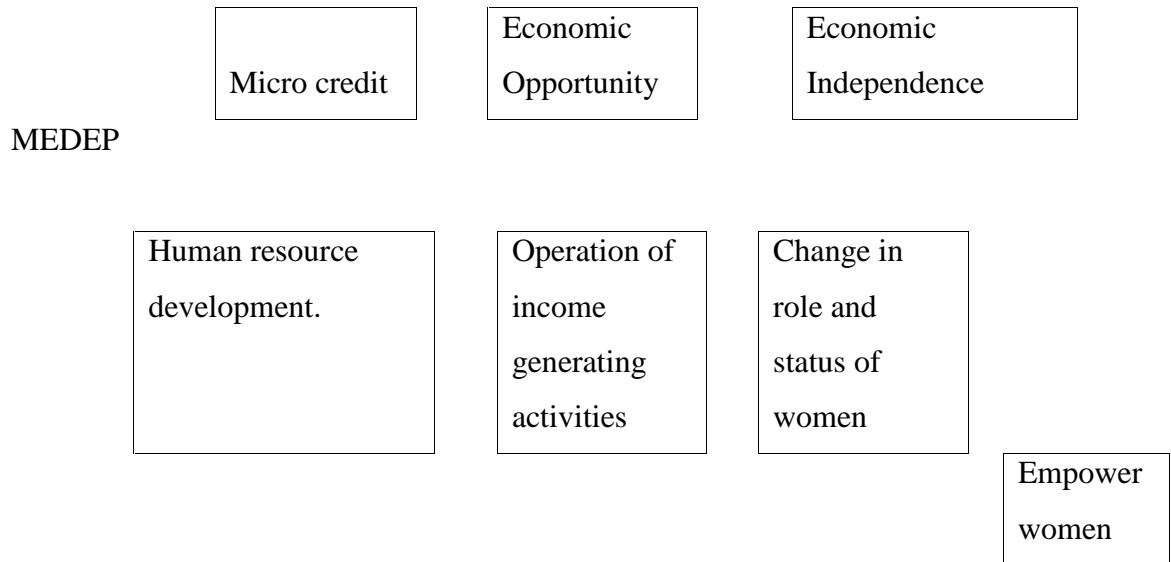 Micro credit
Economic
Opportunity
Economic
Independence
MEDEP
Human resource
development.
Operation of
income
generating
activities
Change in
role and
status of
women
Empower
women